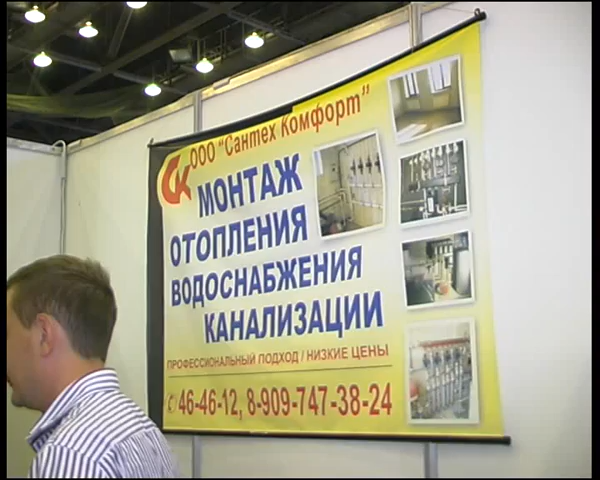 СК ООО "Сантех Комфорт"
МОНТАЖ
ОТОПЛЕНИЯ
ВОДОСНАБЖЕНИЯ
КАНАЛИЗАЦИИ
ПРОФЕССИОНАЛЬНЫЙ ПОДХОД / НИЗКИЕ ЦЕНЫ
46-46-12, 8-909-747-38-24